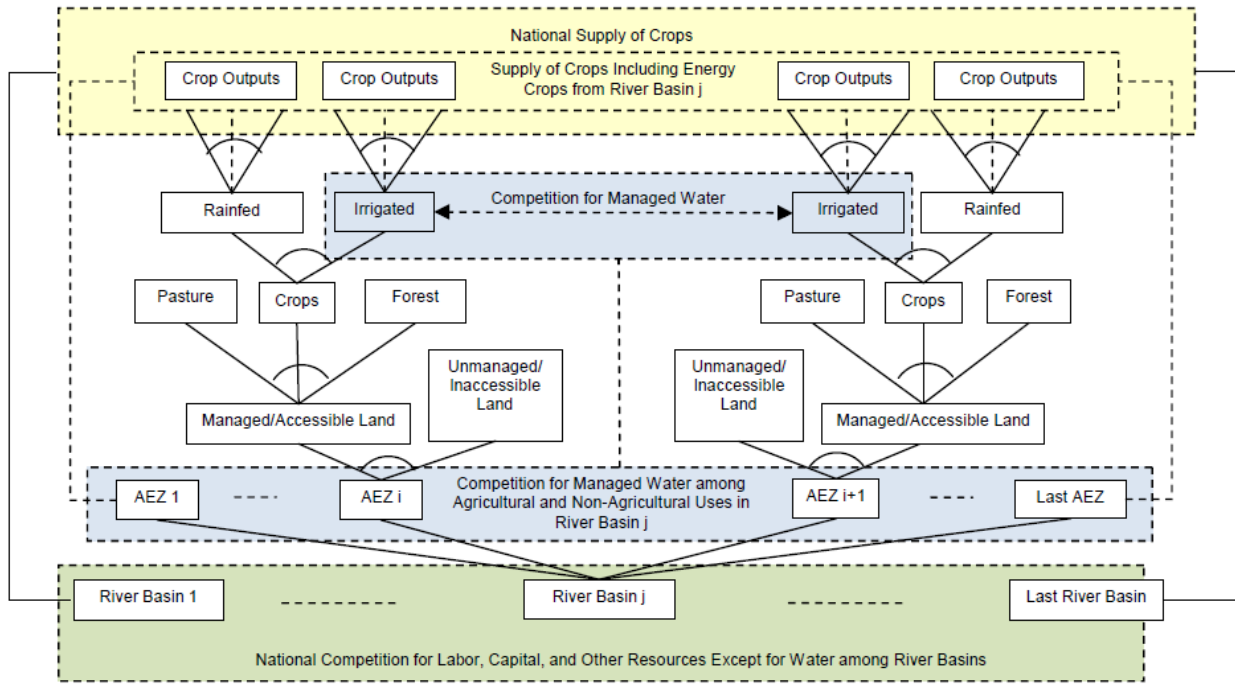 National Supply of Crops
Crop Outputs
Crop Outputs
Supply of Crops Including Energy
Crops from River Basin j
Crop Outputs
Crop Outputs
Rainfed
Irrigated
Competition for Managed Water
Irrigated
Rainfed
Pasture
Crops
Forest
Pasture
Crops
Forest
Unmanaged/
Inaccessible
Land
Unmanaged/
Inaccessible
Land
Managed/Accessible Land
Managed/Accessible Land
AEZ 1
AEZ i
Competition for Managed Water among
Agricultural and Non-Agricultural Uses in
River Basin j
AEZ i+1
Last AEZ
River Basin 1
River Basin j
Last River Basin
National Competition for Labor, Capital, and Other Resources Except for Water among River Basins